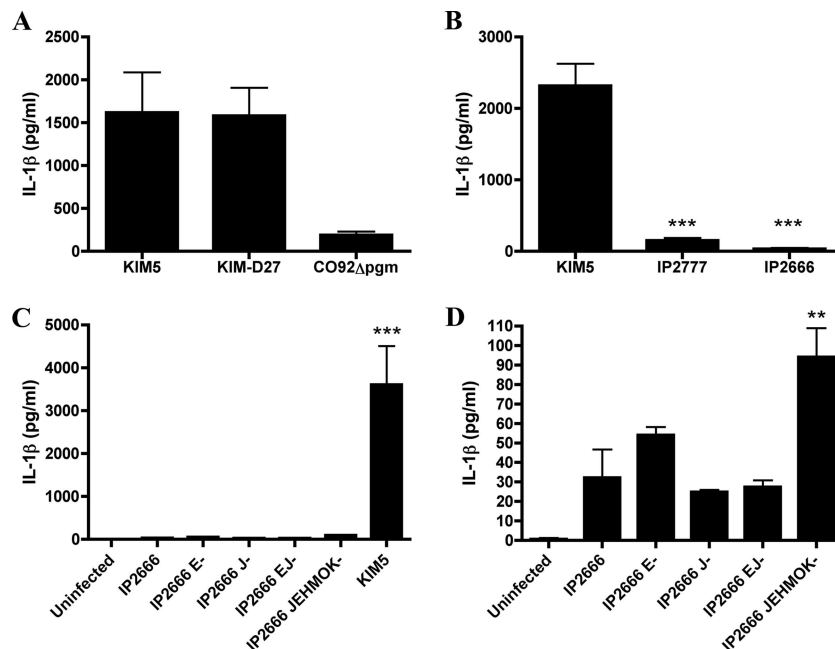 A
IL-1β (pg/ml)
2500
2000
1500
1000
500
0
KIM5
KIM-D27
CO92Δpgm
B
IL-1β (pg/ml)
3000
2000
1000
0
***
***
KIM5
IP2777
IP2666
C
IL-1β (pg/ml)
5000
4000
3000
2000
1000
0
***
Uninfected
IP2666
IP2666 E-
IP2666 J-
IP2666 EJ-
IP2666 JEHMOK-
KIM5
D
IL-1β (pg/ml)
110
100
90
80
70
60
50
40
30
20
10
0
**
Uninfected
IP2666
IP2666 E-
IP2666 J-
IP2666 EJ-
IP2666 JEHMOK-